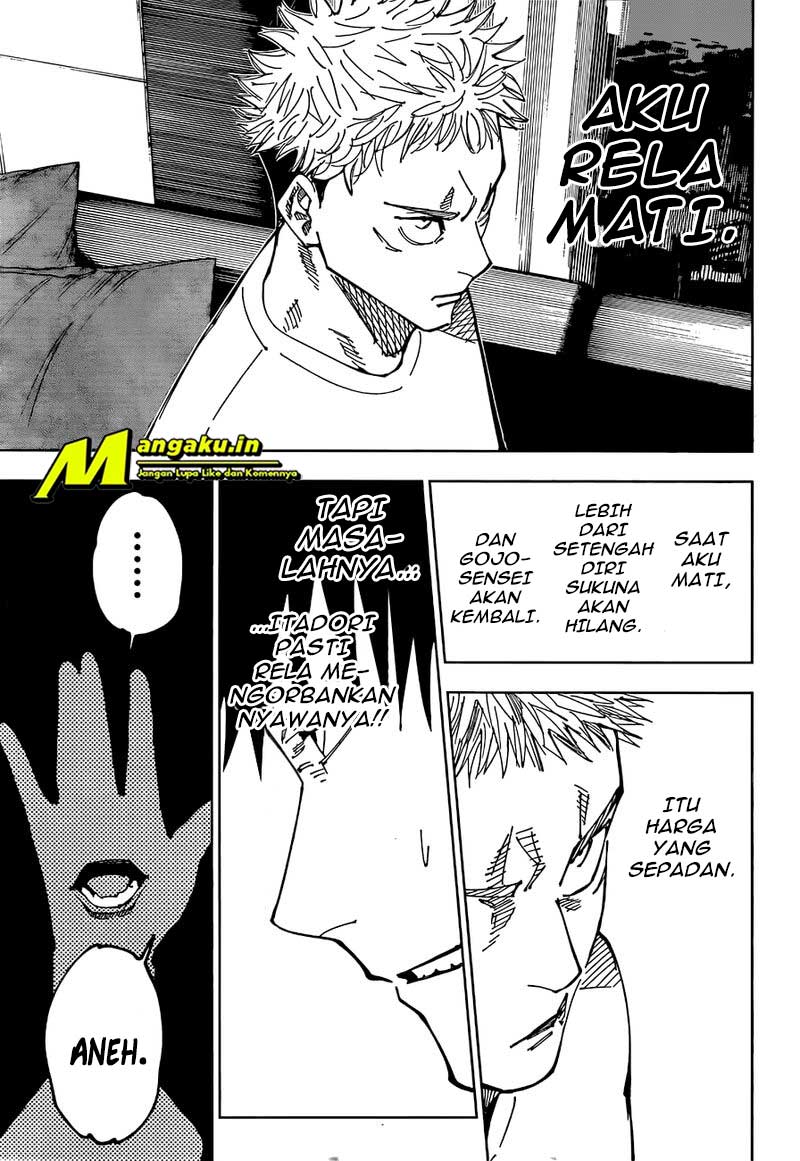 AKU
RELA
MATI.
Mangaku.in
Jangan Lupa Like dan Komennya
SAAT
AKU
MATI,
LEBIH
DARI
SETENGAH
DIRI
SUKUNA
AKAN
HILANG.
DAN
GOJO-
SENSEI
AKAN
KEMBALI.
ITU
HARGA
YANG
SEPADAN.
TAPI
MASA-
LAHNYA...
...ITADORI
PASTI
RELA ME-
NGORBANKAN
NYAWANYA!!
......
ANEH.